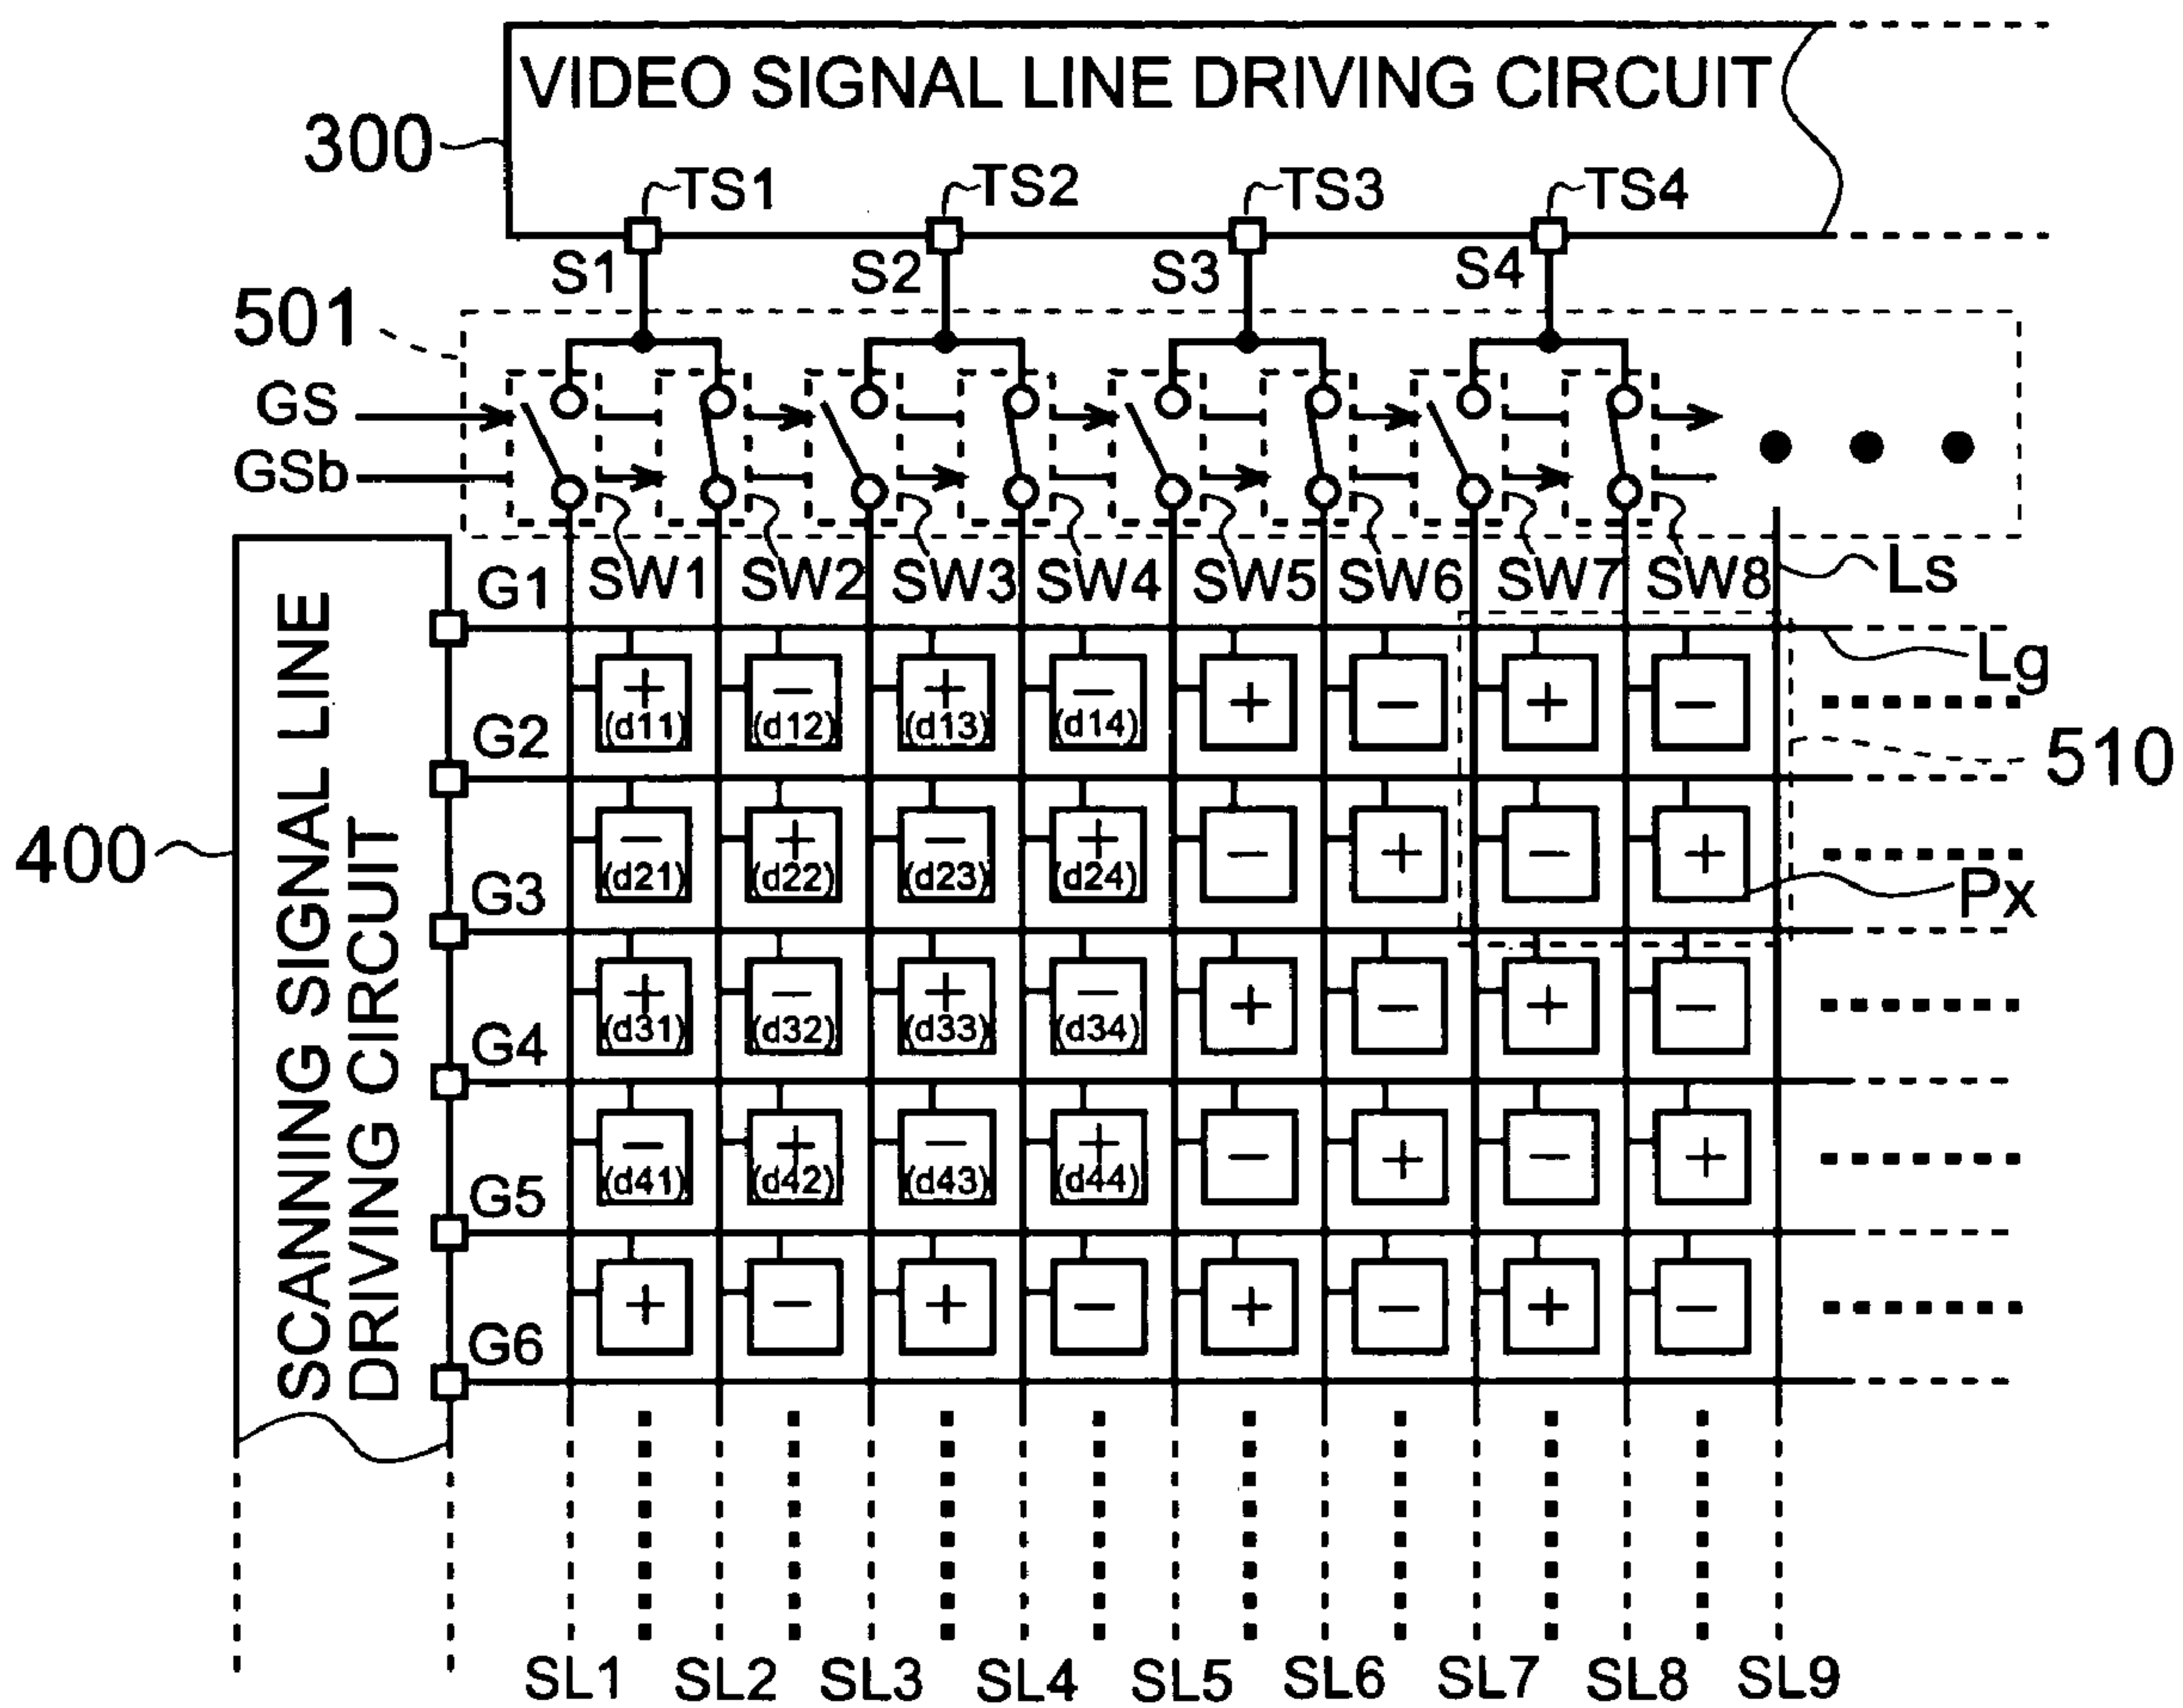 VIDEO SIGNAL LINE DRIVING CIRCUIT
300
TS1 TS2 TS3 TS4
S1 S2 S3 S4
501
GS
GSb
SW1 SW2 SW3 SW4 SW5 SW6 SW7 SW8
Ls
SCANNING SIGNAL LINE
DRIVING CIRCUIT
400
G1
Lg
+ − + − + − + −
(d11) (d12) (d13) (d14)
G2
510
− + − + − + − +
(d21) (d22) (d23) (d24)
G3
Px
+ − + − + − + −
(d31) (d32) (d33) (d34)
G4
− + − + − + − +
(d41) (d42) (d43) (d44)
G5
+ − + − + − + −
G6
SL1 SL2 SL3 SL4 SL5 SL6 SL7 SL8 SL9